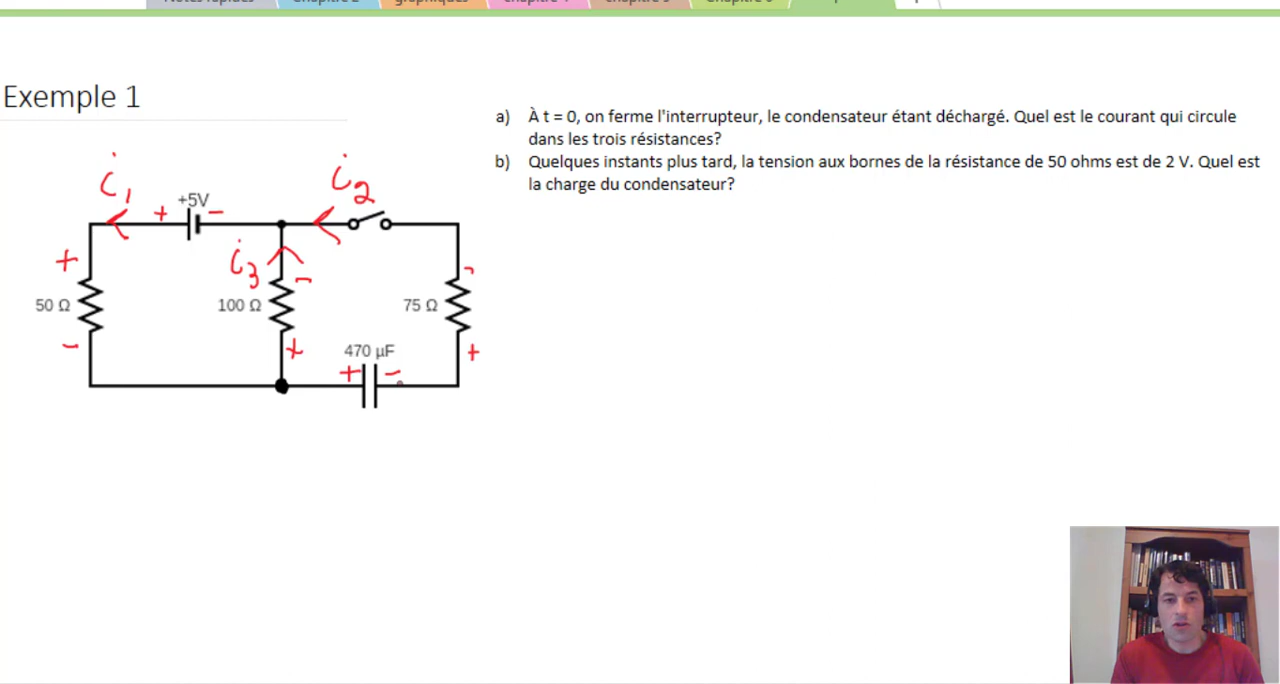 Exemple 1
a) À t = 0, on ferme l'interrupteur, le condensateur étant déchargé. Quel est le courant qui circule
dans les trois résistances?
b) Quelques instants plus tard, la tension aux bornes de la résistance de 50 ohms est de 2 V. Quel est
la charge du condensateur?
i1
i2
+ +5V -
+
i3
-
-
50 Ω
100 Ω
75 Ω
-
+
470 µF
+
+ -